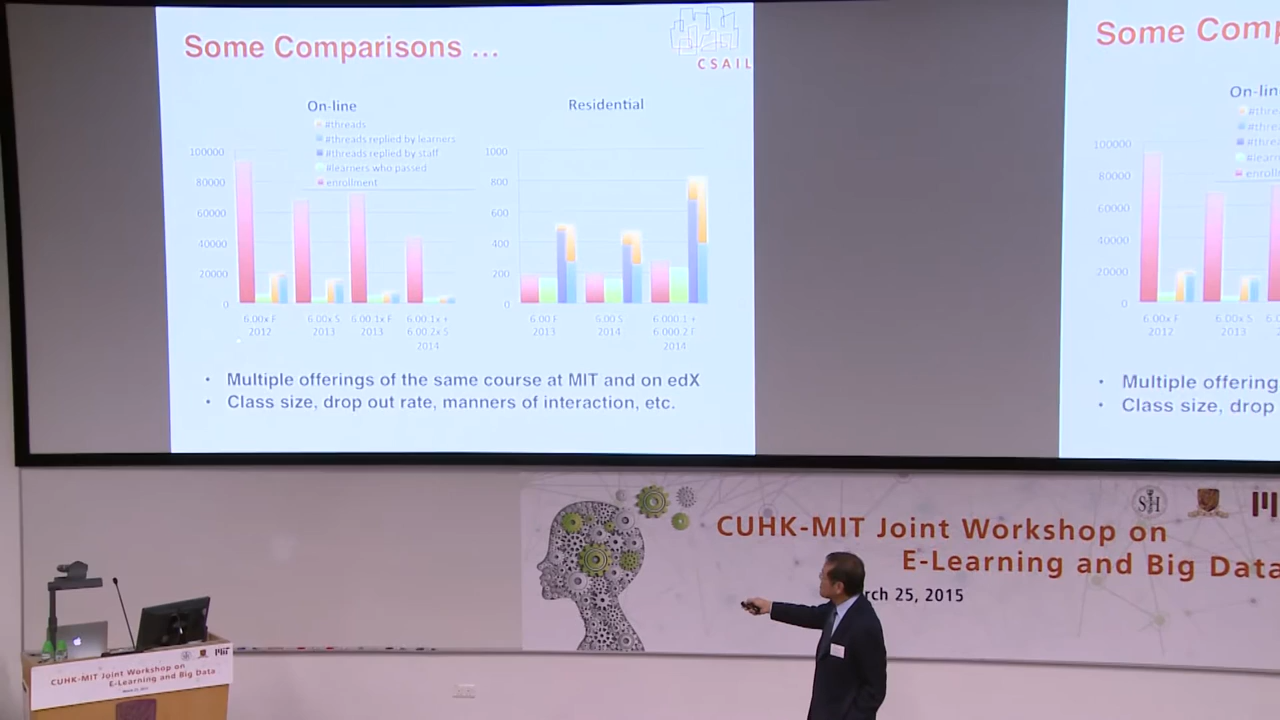 Some Comparisons ...
CSAIL
On-line
#threads
#threads replied by learners
#threads replied by staff
#learners who passed
enrollment
100000
80000
60000
40000
20000
0
6.00x F
2012
6.00x S
2013
6.00.1x F
2013
6.00.1x +
6.00.2x S
2014
Residential
1000
800
600
400
200
0
6.00 F
2013
6.00 S
2014
6.000.1 +
6.000.2 F
2014
• Multiple offerings of the same course at MIT and on edX
• Class size, drop out rate, manners of interaction, etc.
Some Comp
On-lin
#thre
#thre
#thre
#learn
enroll
100000
80000
60000
40000
20000
0
6.00x F
2012
6.00x S
2013
• Multiple offering
• Class size, drop
CUHK-MIT Joint Workshop on
E-Learning and Big Data
rch 25, 2015
CUHK-MIT Joint Workshop on
E-Learning and Big Data